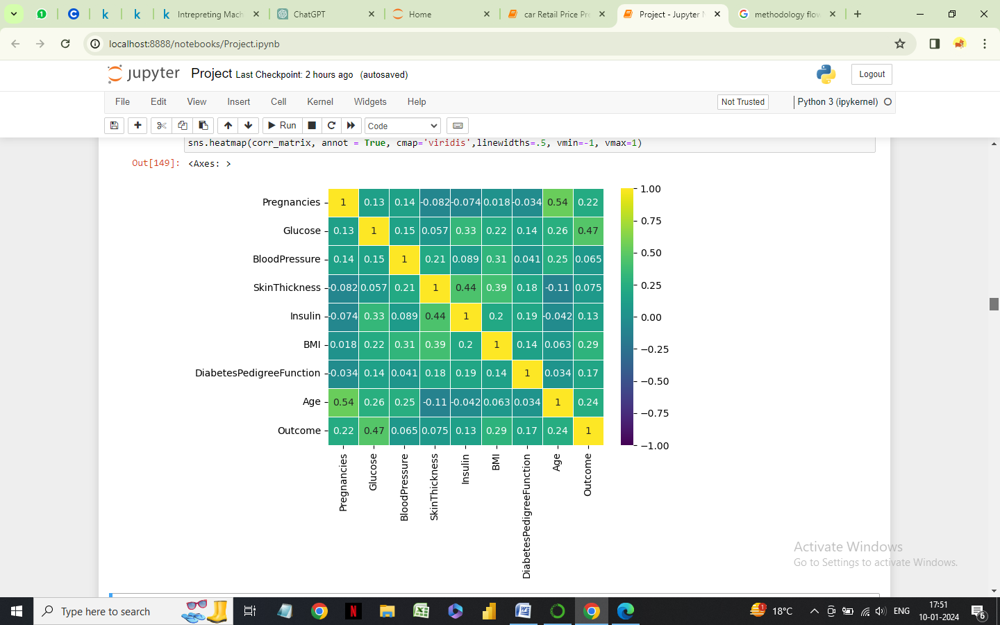 Intrepreting Mach
ChatGPT
Home
car Retail Price Pre
Project - Jupyter N
methodology flow
localhost:8888/notebooks/Project.ipynb
jupyter Project Last Checkpoint: 2 hours ago (autosaved)
Logout
File Edit View Insert Cell Kernel Widgets Help
Not Trusted
Python 3 (ipykernel)
Run
Code
sns.heatmap(corr_matrix, annot = True, cmap='viridis',linewidths=.5, vmin=-1, vmax=1)
Out[149]: <Axes: >
Pregnancies 1 0.13 0.14 -0.082 -0.074 0.018 -0.034 0.54 0.22
Glucose 0.13 1 0.15 0.057 0.33 0.22 0.14 0.26 0.47
BloodPressure 0.14 0.15 1 0.21 0.089 0.31 0.041 0.25 0.065
SkinThickness -0.082 0.057 0.21 1 0.44 0.39 0.18 -0.11 0.075
Insulin -0.074 0.33 0.089 0.44 1 0.2 0.19 -0.042 0.13
BMI 0.018 0.22 0.31 0.39 0.2 1 0.14 0.063 0.29
DiabetesPedigreeFunction -0.034 0.14 0.041 0.18 0.19 0.14 1 0.034 0.17
Age 0.54 0.26 0.25 -0.11 -0.042 0.063 0.034 1 0.24
Outcome 0.22 0.47 0.065 0.075 0.13 0.29 0.17 0.24 1
Pregnancies
Glucose
BloodPressure
SkinThickness
Insulin
BMI
DiabetesPedigreeFunction
Age
Outcome
1.00
0.75
0.50
0.25
0.00
−0.25
−0.50
−0.75
−1.00
Activate Windows
Go to Settings to activate Windows.
Type here to search
18°C
ENG
17:51
10-01-2024
6